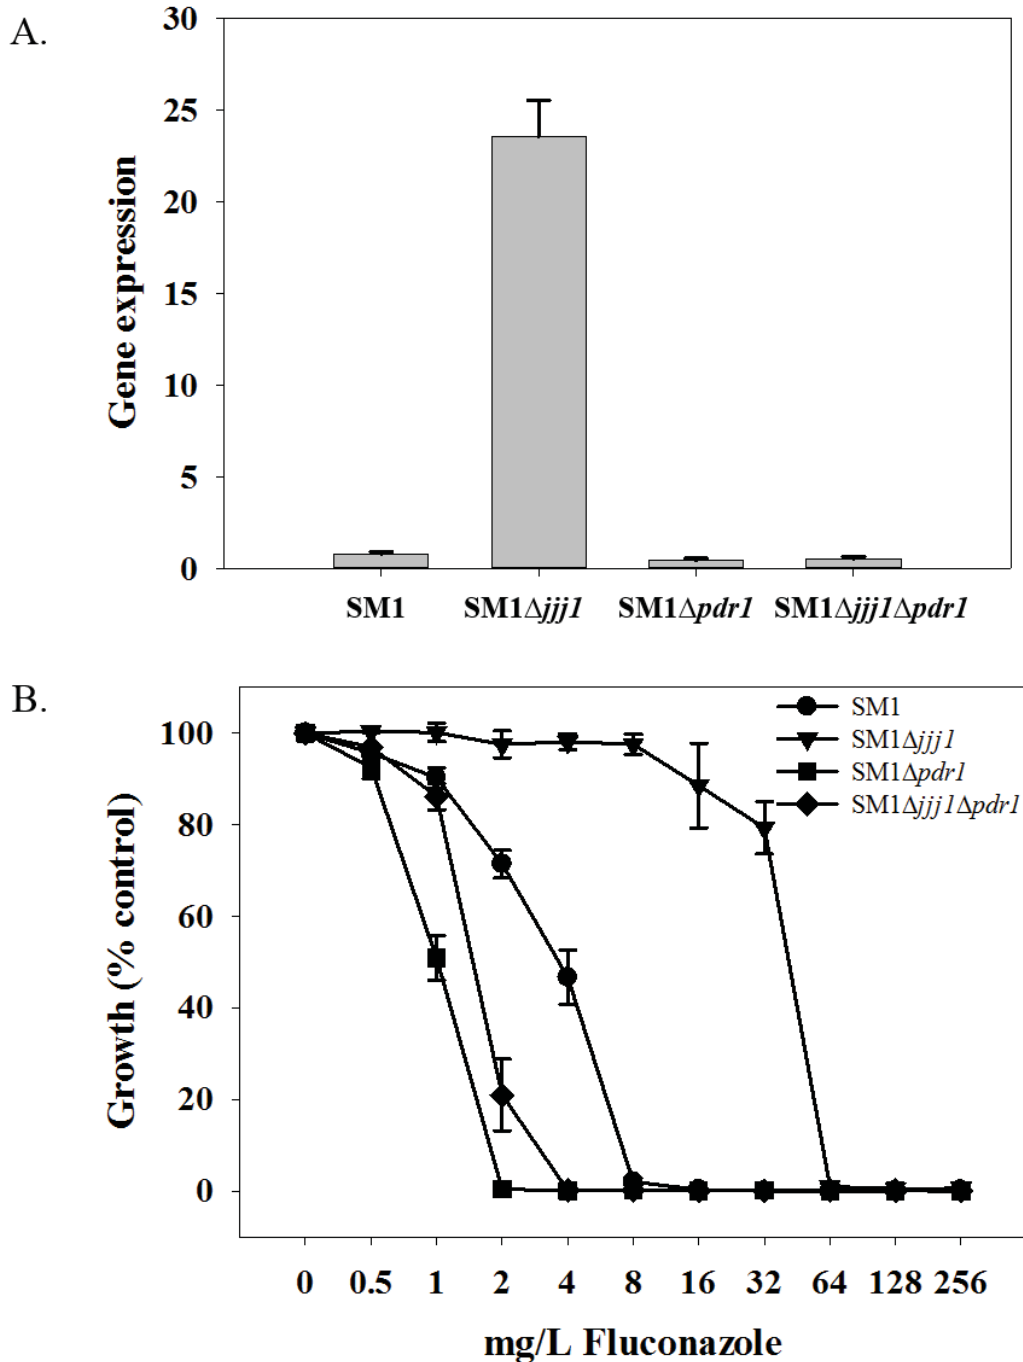 A.
Gene expression
30
25
20
15
10
5
0
SM1 SM1Δjjj1 SM1Δpdr1 SM1Δjjj1Δpdr1
B.
Growth (% control)
100
80
60
40
20
0
SM1
SM1Δjjj1
SM1Δpdr1
SM1Δjjj1Δpdr1
0 0.5 1 2 4 8 16 32 64 128 256
mg/L Fluconazole